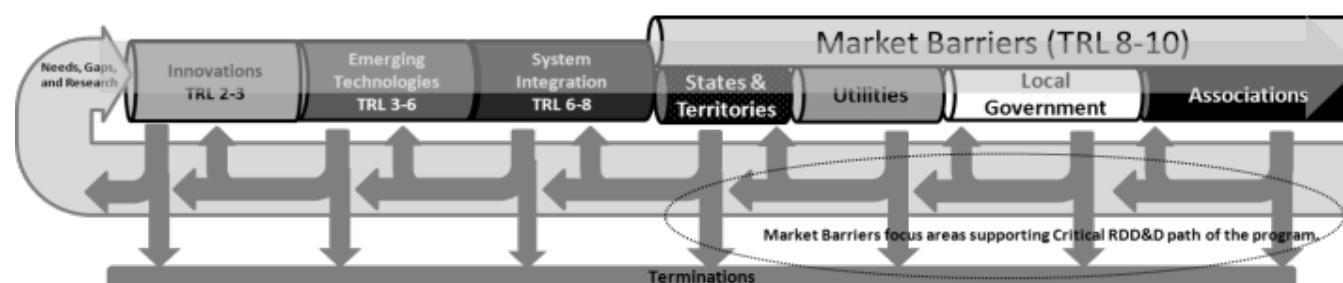 Market Barriers (TRL 8-10)
Needs, Gaps,
and Research
Innovations
TRL 2-3
Emerging
Technologies
TRL 3-6
System
Integration
TRL 6-8
States &
Territories
Utilities
Local
Government
Associations
Market Barriers focus areas supporting Critical RDD&D path of the program.
Terminations